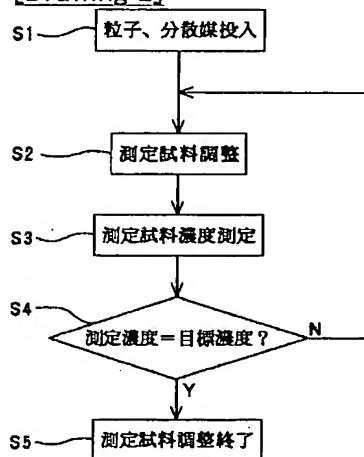 S1 粒子、分散媒投入
S2 測定試料調整
S3 測定試料濃度測定
S4 測定濃度＝目標濃度？ N
Y
S5 測定試料調整終了